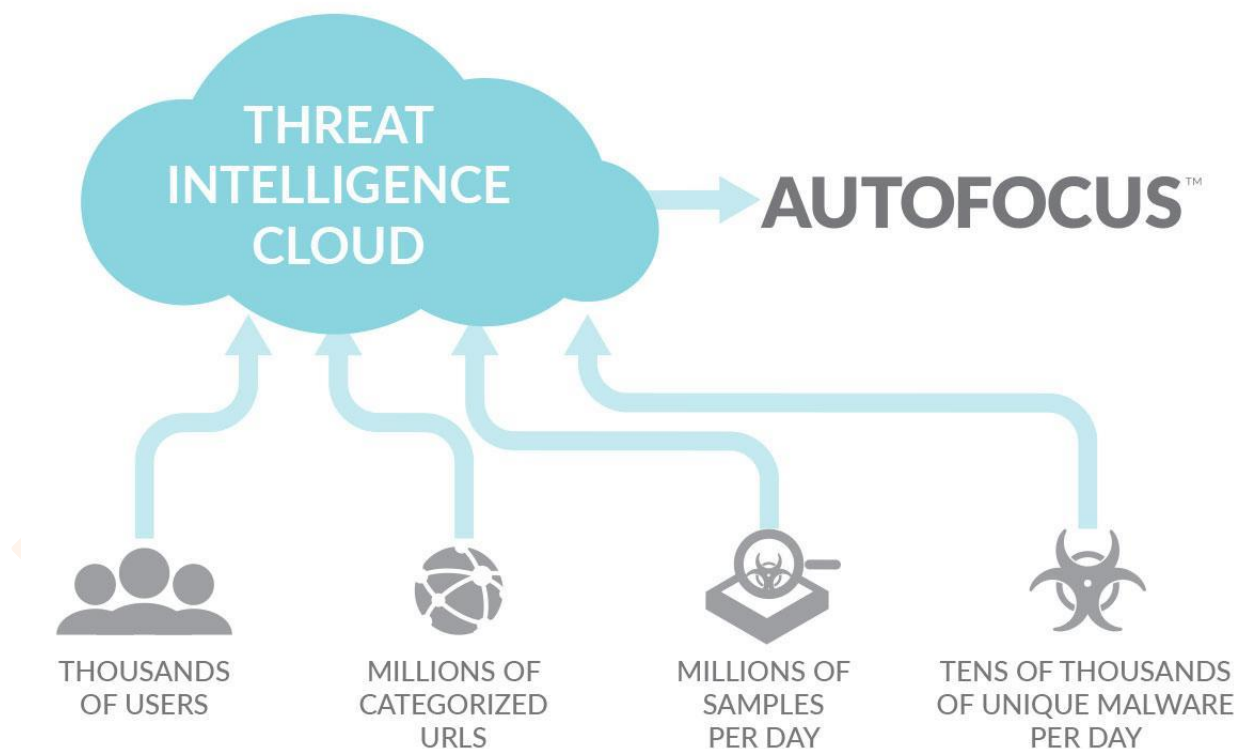 THREAT
INTELLIGENCE
CLOUD
AUTOFOCUS™
THOUSANDS
OF USERS
MILLIONS OF
CATEGORIZED
URLS
MILLIONS OF
SAMPLES
PER DAY
TENS OF THOUSANDS
OF UNIQUE MALWARE
PER DAY